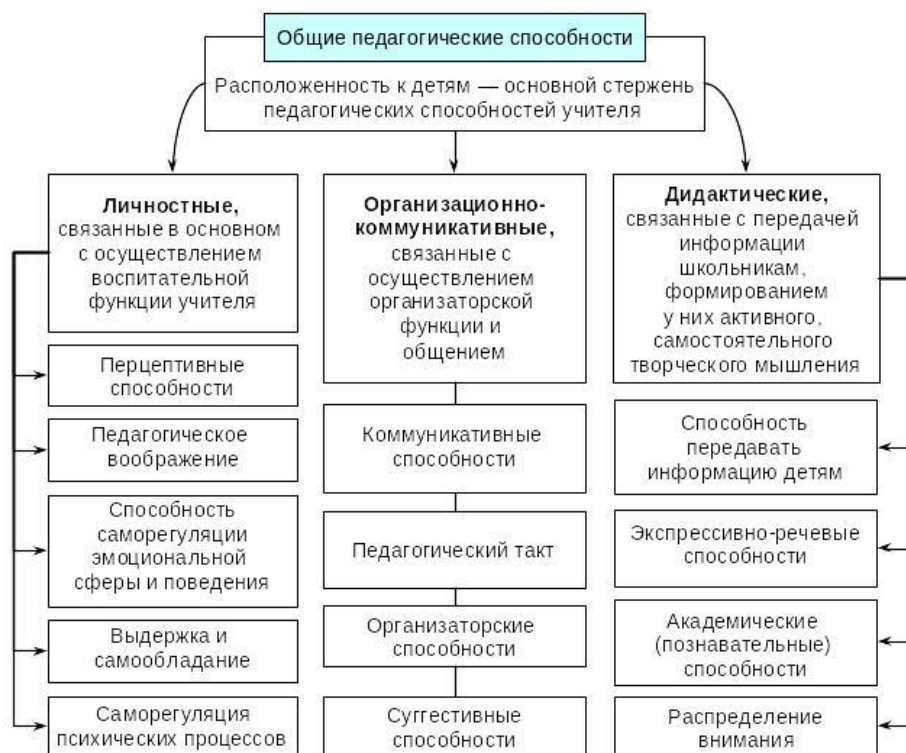 Общие педагогические способности
Расположенность к детям — основной стержень
педагогических способностей учителя
Личностные,
связанные в основном
с осуществлением
воспитательной
функции учителя
Перцептивные
способности
Педагогическое
воображение
Способность
саморегуляции
эмоциональной
сферы и поведения
Выдержка и
самообладание
Саморегуляция
психических процессов
Организационно-
коммуникативные,
связанные с
осуществлением
организаторской
функции и
общением
Коммуникативные
способности
Педагогический такт
Организаторские
способности
Суггестивные
способности
Дидактические,
связанные с передачей
информации
школьникам,
формированием
у них активного,
самостоятельного
творческого мышления
Способность
передавать
информацию детям
Экспрессивно-речевые
способности
Академические
(познавательные)
способности
Распределение
внимания